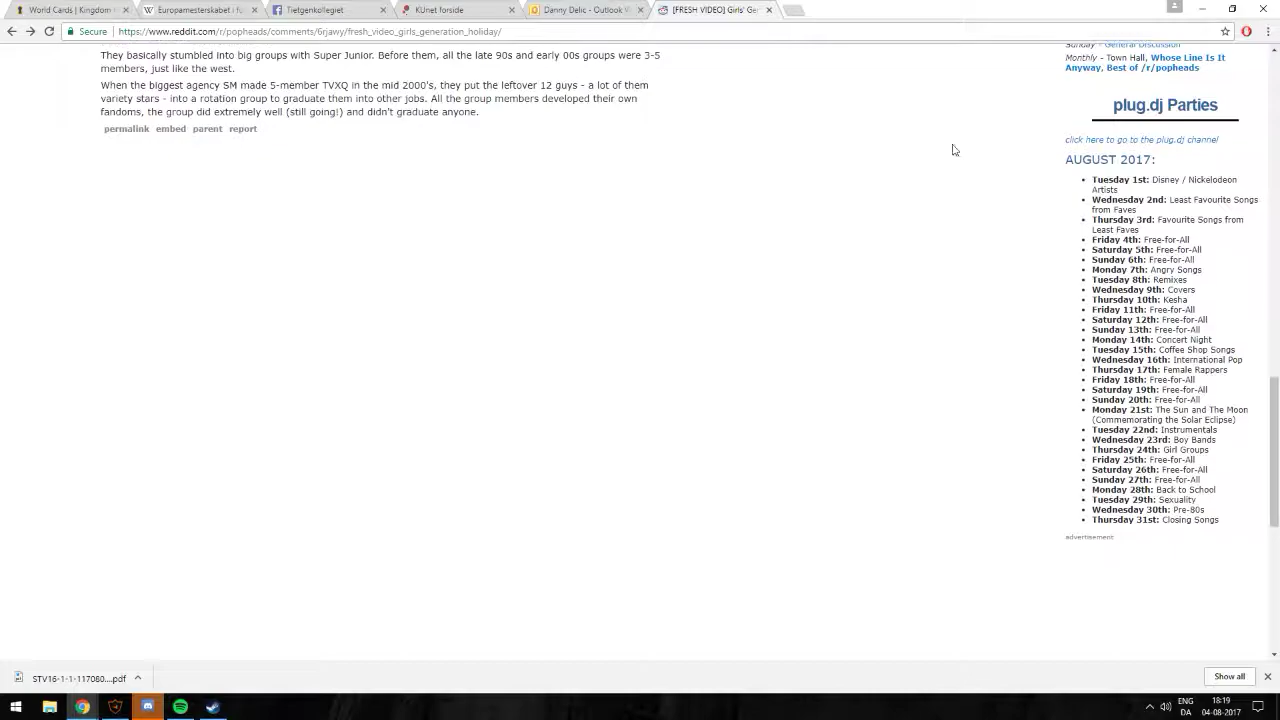 World Cards | Kingdom H
Europamesterskabet i fu
Tietgenkollegiet
KUnet forside
Danny Delic - Outlook W
[FRESH VIDEO] Girls' Ge
Secure https://www.reddit.com/r/popheads/comments/6rjawy/fresh_video_girls_generation_holiday/
They basically stumbled into big groups with Super Junior. Before them, all the late 90s and early 00s groups were 3-5
members, just like the west.
When the biggest agency SM made 5-member TVXQ in the mid 2000's, they put the leftover 12 guys - a lot of them
variety stars - into a rotation group to graduate them into other jobs. All the group members developed their own
fandoms, the group did extremely well (still going!) and didn't graduate anyone.
permalink embed parent report
Sunday - General Discussion
Monthly - Town Hall, Whose Line Is It
Anyway, Best of /r/popheads
plug.dj Parties
click here to go to the plug.dj channel
AUGUST 2017:
Tuesday 1st: Disney / Nickelodeon
Artists
Wednesday 2nd: Least Favourite Songs
from Faves
Thursday 3rd: Favourite Songs from
Least Faves
Friday 4th: Free-for-All
Saturday 5th: Free-for-All
Sunday 6th: Free-for-All
Monday 7th: Angry Songs
Tuesday 8th: Remixes
Wednesday 9th: Covers
Thursday 10th: Kesha
Friday 11th: Free-for-All
Saturday 12th: Free-for-All
Sunday 13th: Free-for-All
Monday 14th: Concert Night
Tuesday 15th: Coffee Shop Songs
Wednesday 16th: International Pop
Thursday 17th: Female Rappers
Friday 18th: Free-for-All
Saturday 19th: Free-for-All
Sunday 20th: Free-for-All
Monday 21st: The Sun and The Moon
(Commemorating the Solar Eclipse)
Tuesday 22nd: Instrumentals
Wednesday 23rd: Boy Bands
Thursday 24th: Girl Groups
Friday 25th: Free-for-All
Saturday 26th: Free-for-All
Sunday 27th: Free-for-All
Monday 28th: Back to School
Tuesday 29th: Sexuality
Wednesday 30th: Pre-80s
Thursday 31st: Closing Songs
advertisement
STV16-1-1-117080....pdf
Show all
ENG
DA
18:19
04-08-2017